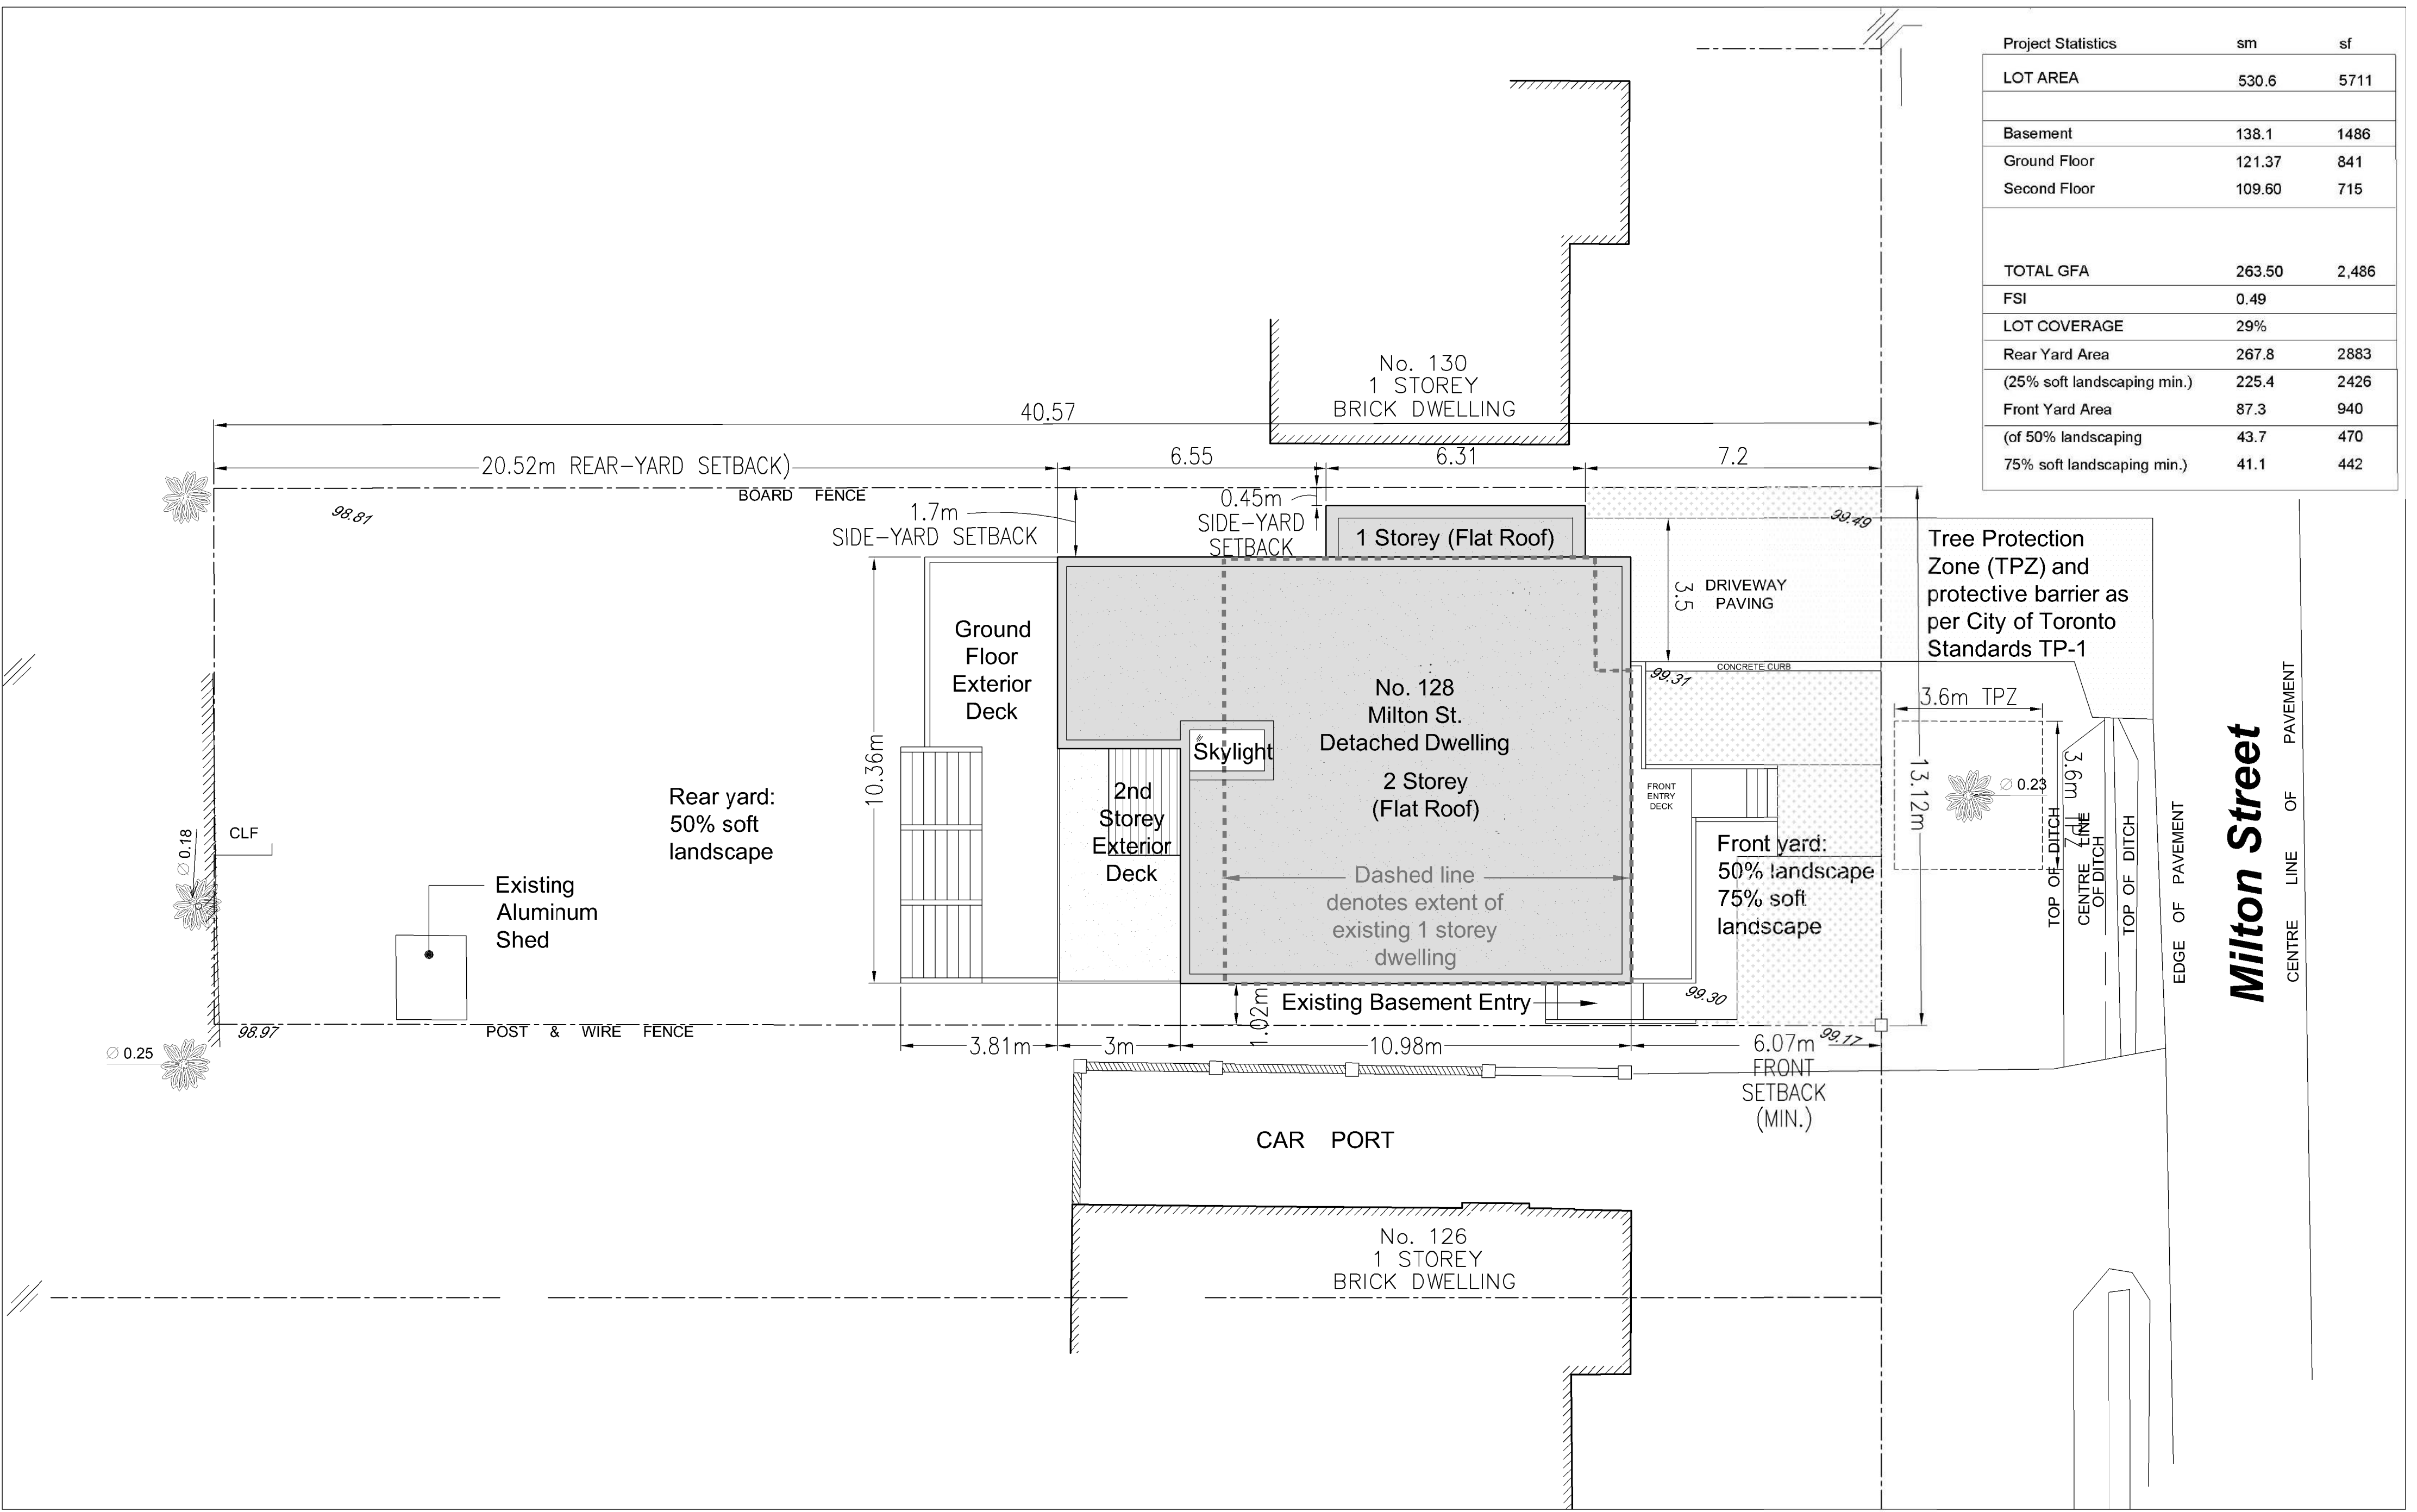 Project Statistics sm sf
LOT AREA 530.6 5711
Basement 138.1 1486
Ground Floor 121.37 841
Second Floor 109.60 715
TOTAL GFA 263.50 2,486
FSI 0.49
LOT COVERAGE 29%
Rear Yard Area 267.8 2883
(25% soft landscaping min.) 225.4 2426
Front Yard Area 87.3 940
(of 50% landscaping 43.7 470
75% soft landscaping min.) 41.1 442
No. 130
1 STOREY
BRICK DWELLING
40.57
20.52m REAR-YARD SETBACK)
6.55
6.31
7.2
BOARD FENCE
98.81
1.7m
SIDE-YARD SETBACK
0.45m
SIDE-YARD
SETBACK
1 Storey (Flat Roof)
99.49
Tree Protection
Zone (TPZ) and
protective barrier as
per City of Toronto
Standards TP-1
3.5
DRIVEWAY
PAVING
CONCRETE CURB
99.31
Ground
Floor
Exterior
Deck
10.36m
No. 128
Milton St.
Detached Dwelling
2 Storey
(Flat Roof)
Skylight
2nd
Storey
Exterior
Deck
Dashed line
denotes extent of
existing 1 storey
dwelling
FRONT
ENTRY
DECK
Front yard:
50% landscape
75% soft
landscape
13.12m
3.6m TPZ
3.6m TPZ
Ø 0.23
TOP OF DITCH
CENTRE LINE
OF DITCH
TOP OF DITCH
EDGE OF PAVEMENT
Milton Street
CENTRE LINE OF PAVEMENT
Rear yard:
50% soft
landscape
Ø 0.18
CLF
Existing
Aluminum
Shed
98.97
POST & WIRE FENCE
Ø 0.25
1.02m
Existing Basement Entry
99.30
99.17
3.81m
3m
10.98m
6.07m
FRONT
SETBACK
(MIN.)
CAR PORT
No. 126
1 STOREY
BRICK DWELLING